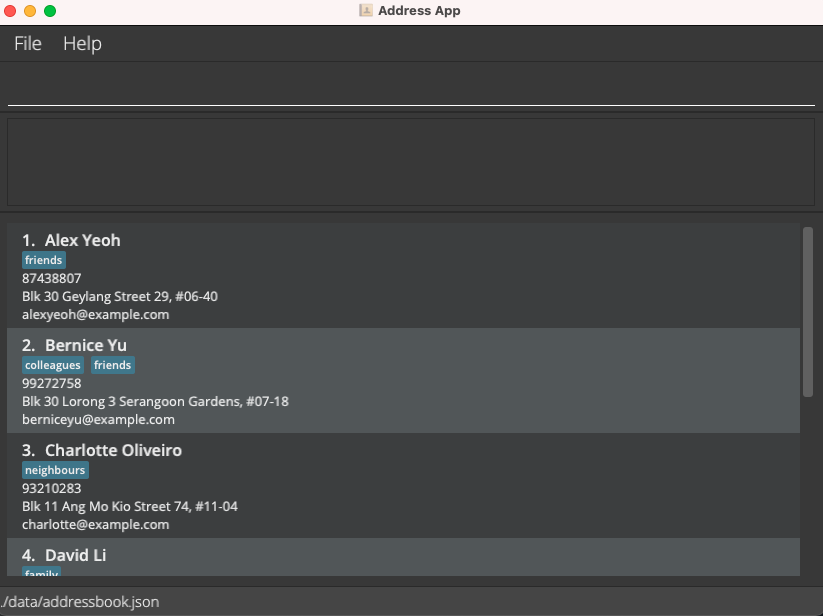 Address App
File Help
1. Alex Yeoh
friends
87438807
Blk 30 Geylang Street 29, #06-40
alexyeoh@example.com
2. Bernice Yu
colleagues friends
99272758
Blk 30 Lorong 3 Serangoon Gardens, #07-18
berniceyu@example.com
3. Charlotte Oliveiro
neighbours
93210283
Blk 11 Ang Mo Kio Street 74, #11-04
charlotte@example.com
4. David Li
family
./data/addressbook.json